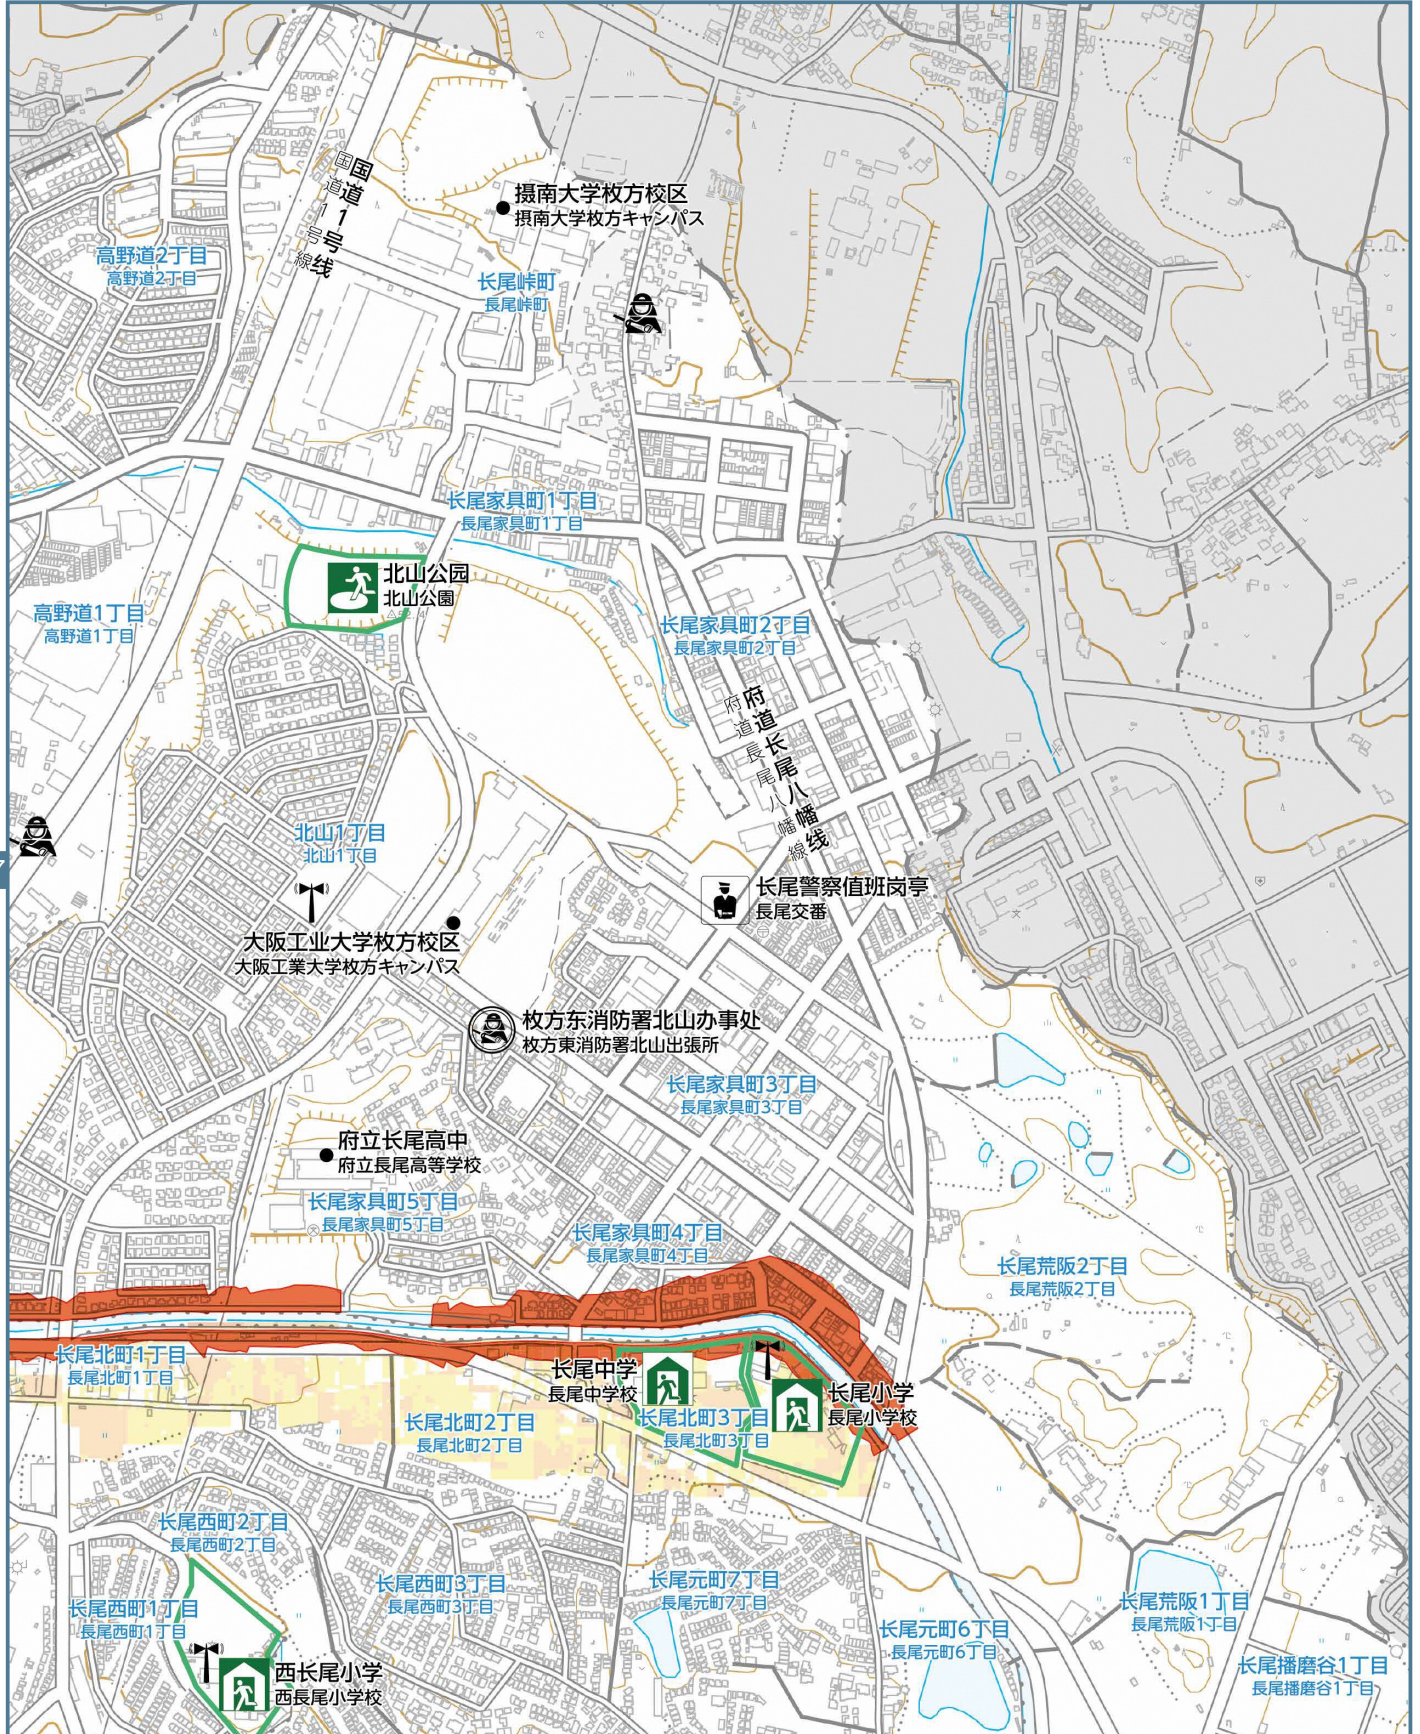 国道1号线
国道1号線
摄南大学枚方校区
摂南大学枚方キャンパス
高野道2丁目
高野道2丁目
长尾峠町
長尾峠町
长尾家具町1丁目
長尾家具町1丁目
北山公园
北山公園
高野道1丁目
高野道1丁目
长尾家具町2丁目
長尾家具町2丁目
府道长尾八幡线
府道長尾八幡線
北山1丁目
北山1丁目
7
长尾警察值班岗亭
長尾交番
大阪工业大学枚方校区
大阪工業大学枚方キャンパス
枚方东消防署北山办事处
枚方東消防署北山出張所
长尾家具町3丁目
長尾家具町3丁目
府立长尾高中
府立長尾高等学校
长尾家具町5丁目
長尾家具町5丁目
长尾家具町4丁目
長尾家具町4丁目
长尾荒阪2丁目
長尾荒阪2丁目
长尾北町1丁目
長尾北町1丁目
长尾中学
長尾中学校
长尾小学
長尾小学校
长尾北町2丁目
長尾北町2丁目
长尾北町3丁目
長尾北町3丁目
长尾西町2丁目
長尾西町2丁目
长尾西町3丁目
長尾西町3丁目
长尾元町7丁目
長尾元町7丁目
长尾西町1丁目
長尾西町1丁目
长尾荒阪1丁目
長尾荒阪1丁目
长尾元町6丁目
長尾元町6丁目
西长尾小学
西長尾小学校
长尾播磨谷1丁目
長尾播磨谷1丁目